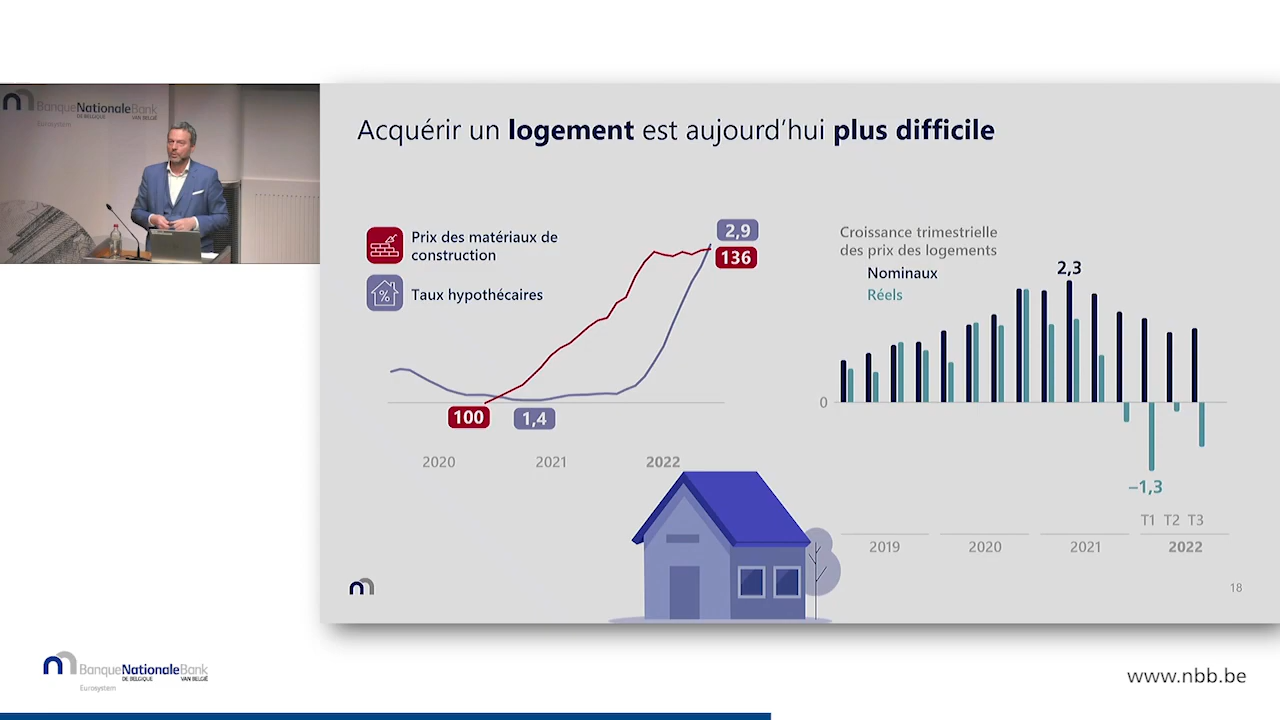 BanqueNationaleBank
DE BELGIQUE VAN BELGIË
Eurosystem
Acquérir un logement est aujourd’hui plus difficile
Prix des matériaux de
construction
Taux hypothécaires
2,9
136
100
1,4
2020 2021 2022
Croissance trimestrielle
des prix des logements
Nominaux
Réels
2,3
0
–1,3
T1 T2 T3
2019 2020 2021 2022
%
18
BanqueNationaleBank
DE BELGIQUE VAN BELGIË
Eurosystem
www.nbb.be